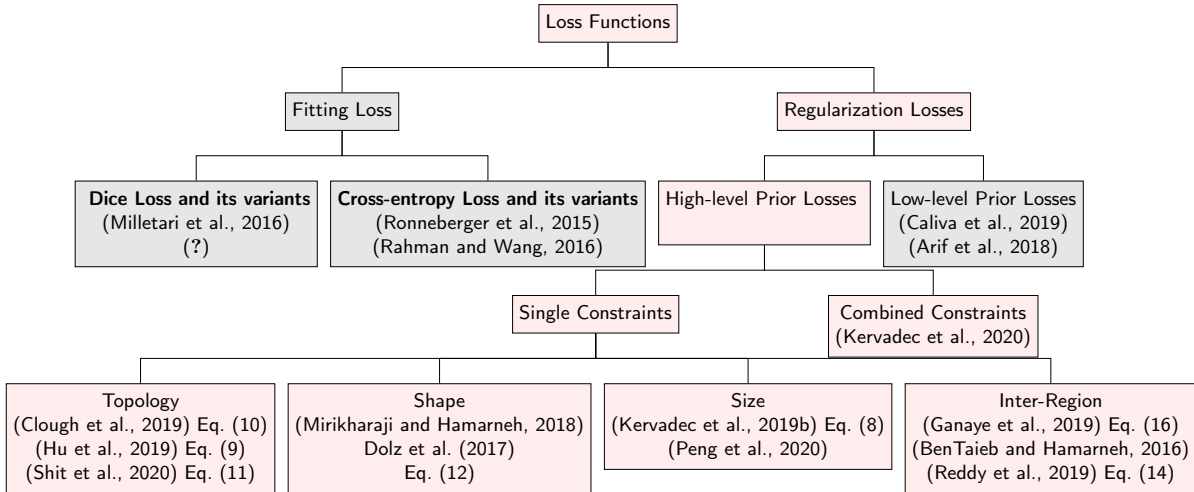 Loss Functions
Fitting Loss
Regularization Losses
Dice Loss and its variants
(Milletari et al., 2016)
(?)
Cross-entropy Loss and its variants
(Ronneberger et al., 2015)
(Rahman and Wang, 2016)
High-level Prior Losses
Low-level Prior Losses
(Caliva et al., 2019)
(Arif et al., 2018)
Single Constraints
Combined Constraints
(Kervadec et al., 2020)
Topology
(Clough et al., 2019) Eq. (10)
(Hu et al., 2019) Eq. (9)
(Shit et al., 2020) Eq. (11)
Shape
(Mirikharaji and Hamarneh, 2018)
Dolz et al. (2017)
Eq. (12)
Size
(Kervadec et al., 2019b) Eq. (8)
(Peng et al., 2020)
Inter-Region
(Ganaye et al., 2019) Eq. (16)
(BenTaieb and Hamarneh, 2016)
(Reddy et al., 2019) Eq. (14)